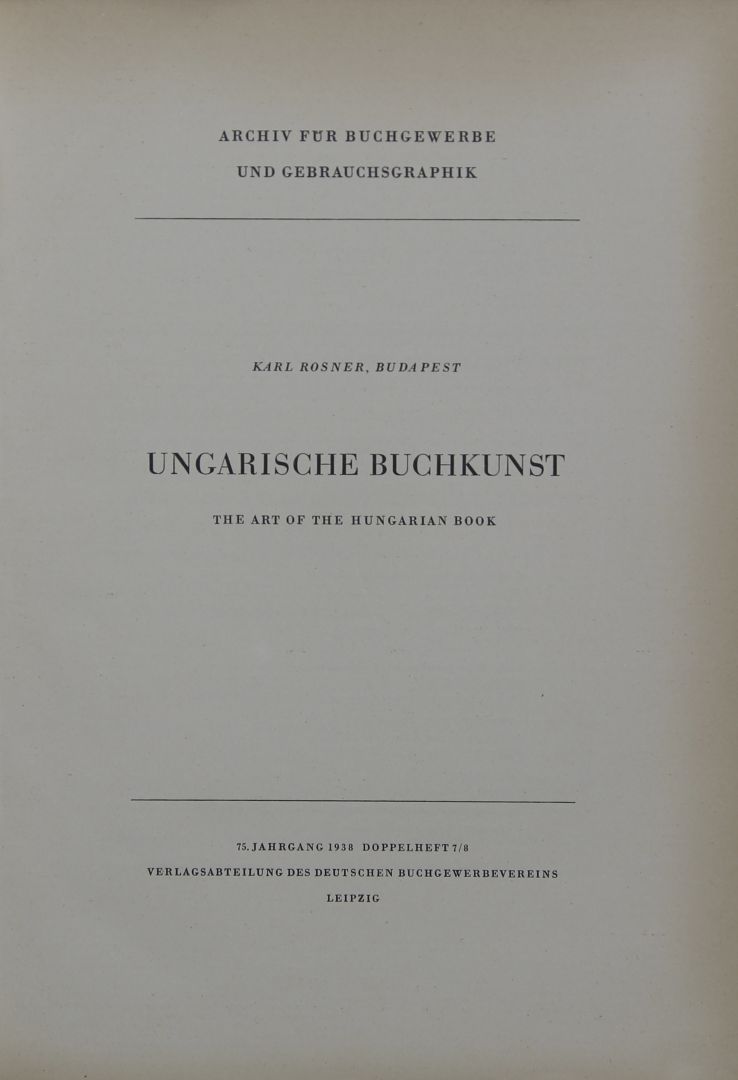 ARCHIV FÜR BUCHGEWERBE
UND GEBRAUCHSGRAPHIK
KARL ROSNER, BUDAPEST
UNGARISCHE BUCHKUNST
THE ART OF THE HUNGARIAN BOOK
75. JAHRGANG 1938 DOPPELHEFT 7/8
VERLAGSABTEILUNG DES DEUTSCHEN BUCHGEWERBEVEREINS
LEIPZIG